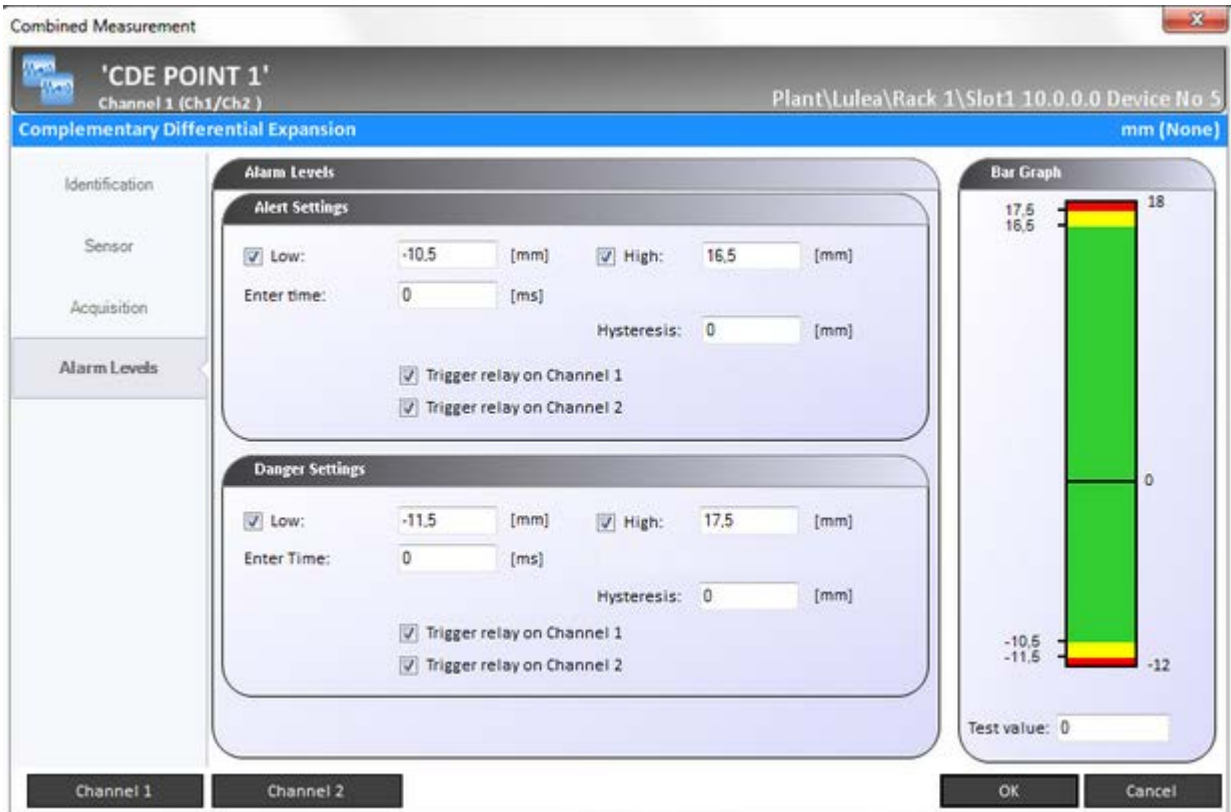 Combined Measurement
'CDE POINT 1'
Channel 1 (Ch1/Ch2 )
Plant\Lulea\Rack 1\Slot1 10.0.0.0 Device No 5
Complementary Differential Expansion
mm (None)
Identification
Sensor
Acquisition
Alarm Levels
Alarm Levels
Alert Settings
Low: -10,5 [mm] High: 16,5 [mm]
Enter time: 0 [ms]
Hysteresis: 0 [mm]
Trigger relay on Channel 1
Trigger relay on Channel 2
Danger Settings
Low: -11,5 [mm] High: 17,5 [mm]
Enter Time: 0 [ms]
Hysteresis: 0 [mm]
Trigger relay on Channel 1
Trigger relay on Channel 2
Bar Graph
17,5
18
16,5
0
-10,5
-11,5
-12
Test value: 0
Channel 1
Channel 2
OK
Cancel